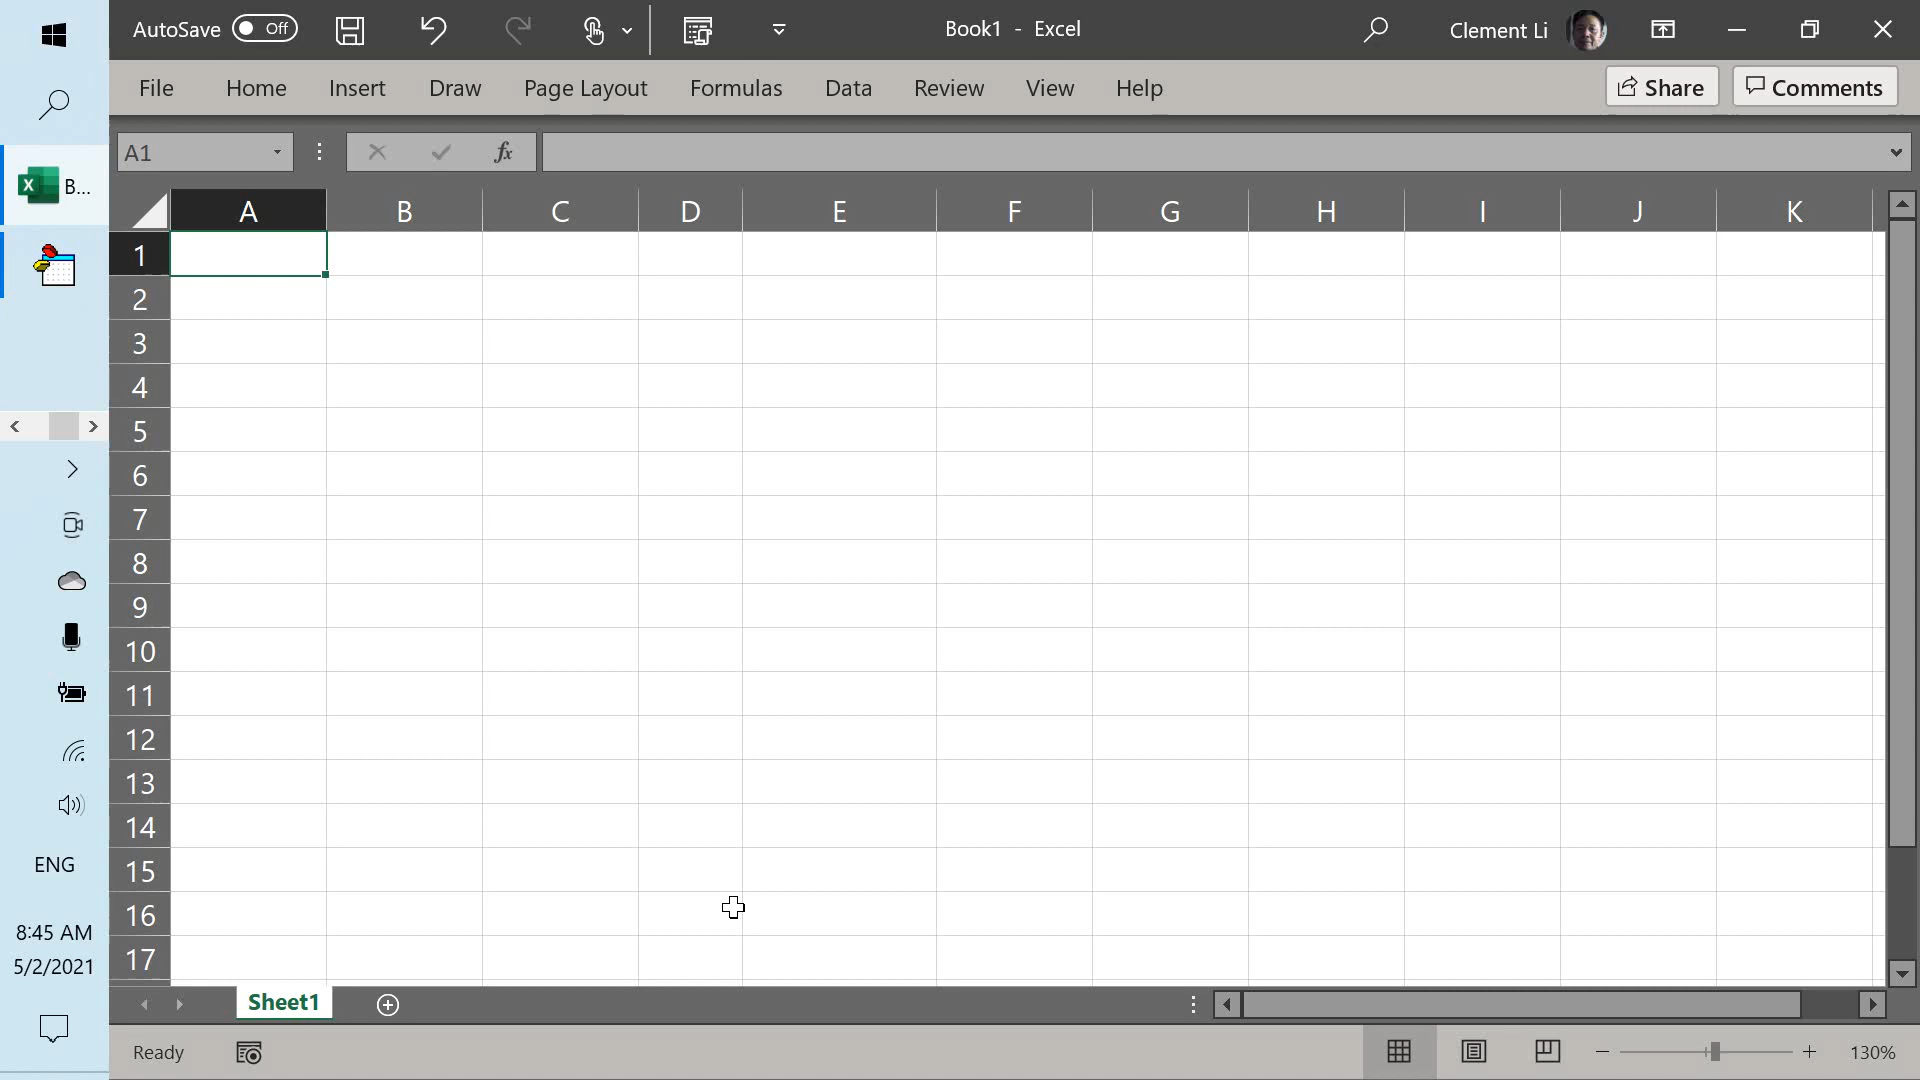 AutoSave Off
Book1 - Excel
Clement Li
File Home Insert Draw Page Layout Formulas Data Review View Help
Share Comments
A1
fx
B...
A B C D E F G H I J K
1
2
3
4
5
6
7
8
9
10
11
12
13
14
15
16
17
ENG
8:45 AM
5/2/2021
Sheet1
Ready
130%